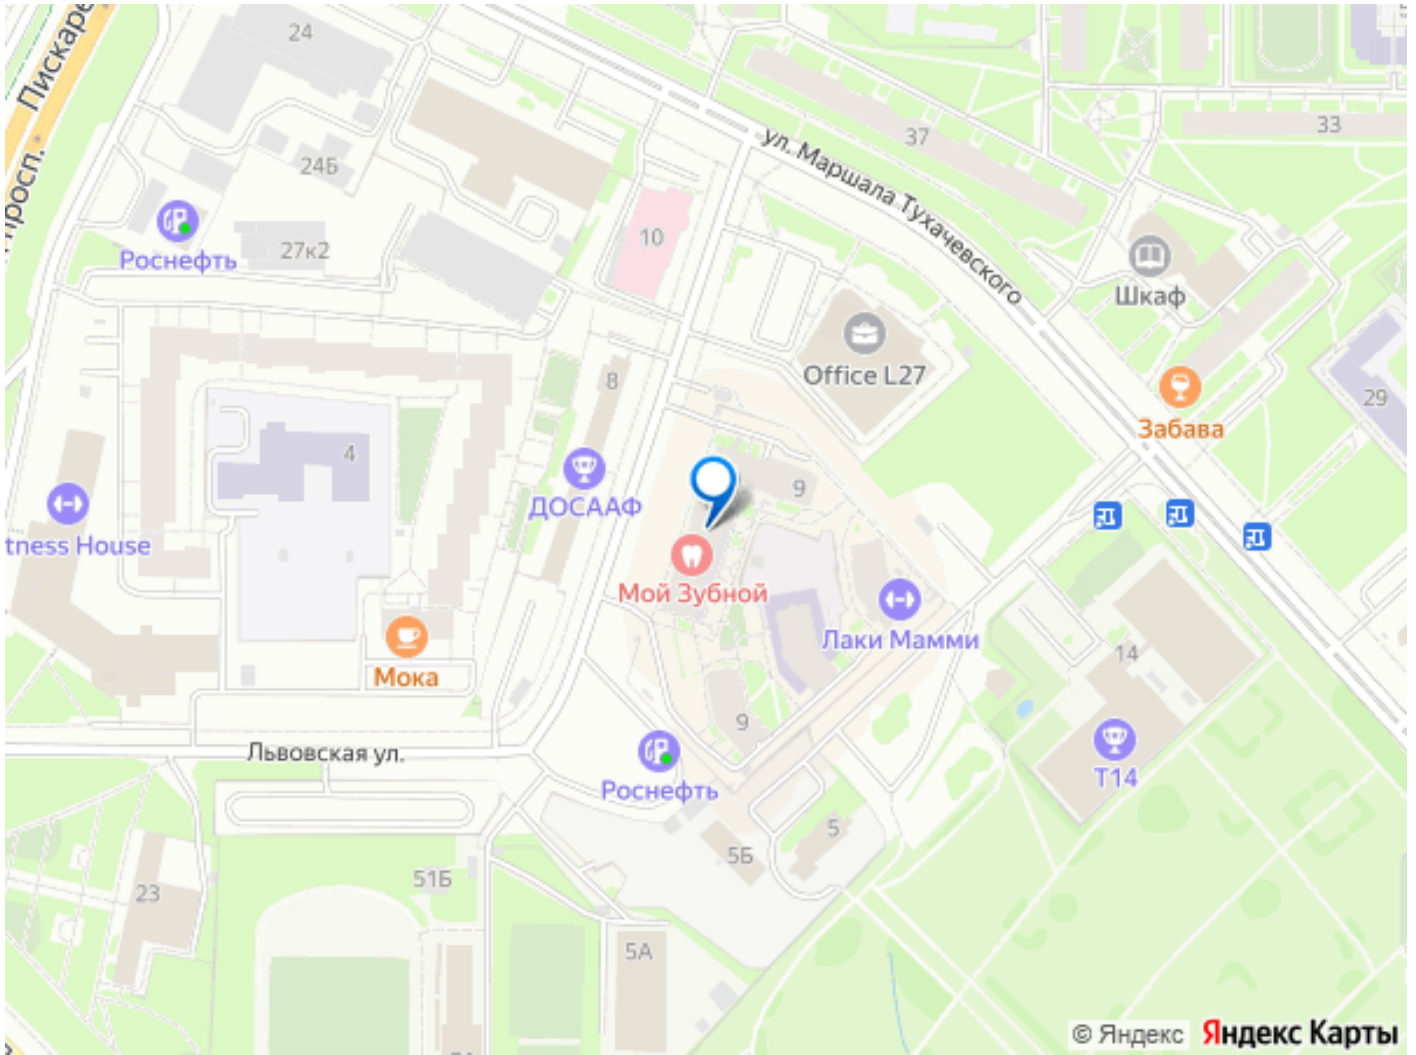 Пискаре
просп.
24
24Б
37
33
ул. Маршала Тухачевского
10
Роснефть
27к2
Шкаф
8
Office L27
29
Забава
4
9
ДОСААФ
tness House
Мой Зубной
Лаки Мамми
14
Мока
9
Львовская ул.
Роснефть
Т14
5
5Б
51Б
23
5А
© Яндекс Яндекс Карты